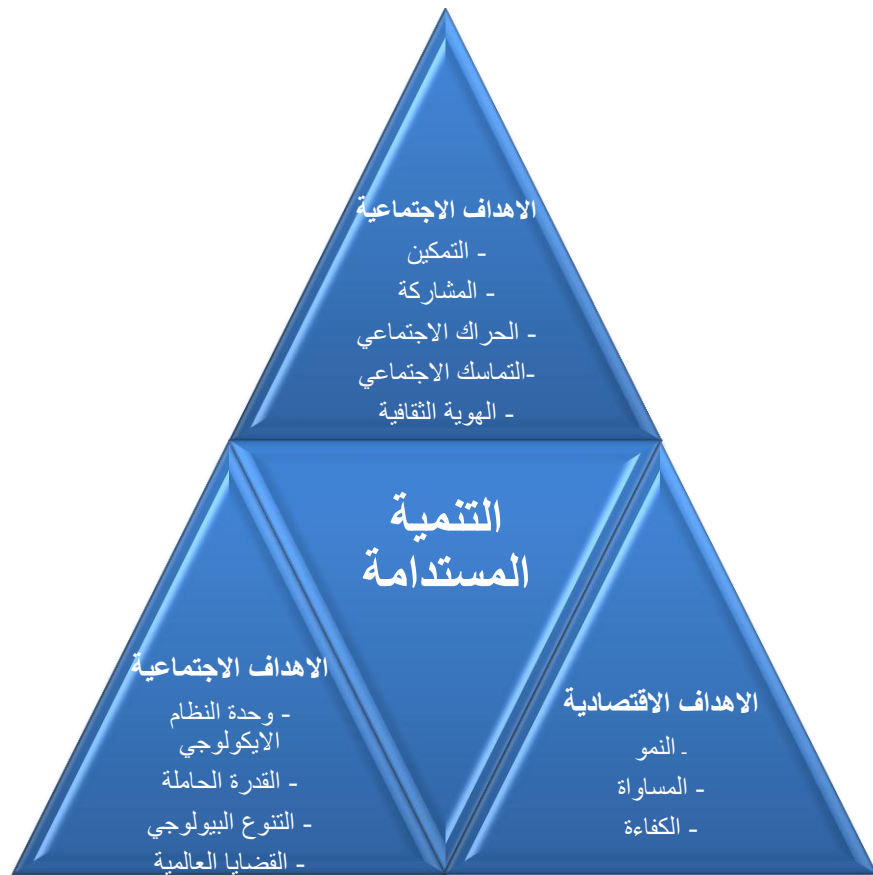 الاهداف الاجتماعية
- التمكين
- المشاركة
- الحراك الاجتماعي
-التماسك الاجتماعي
- الهوية الثقافية
التنمية
المستدامة
الاهداف الاقتصادية
- النمو
- المساواة
- الكفاءة
الاهداف الاجتماعية
- وحدة النظام
الايكولوجي
- القدرة الحاملة
- التنوع البيولوجي
- القضايا العالمية